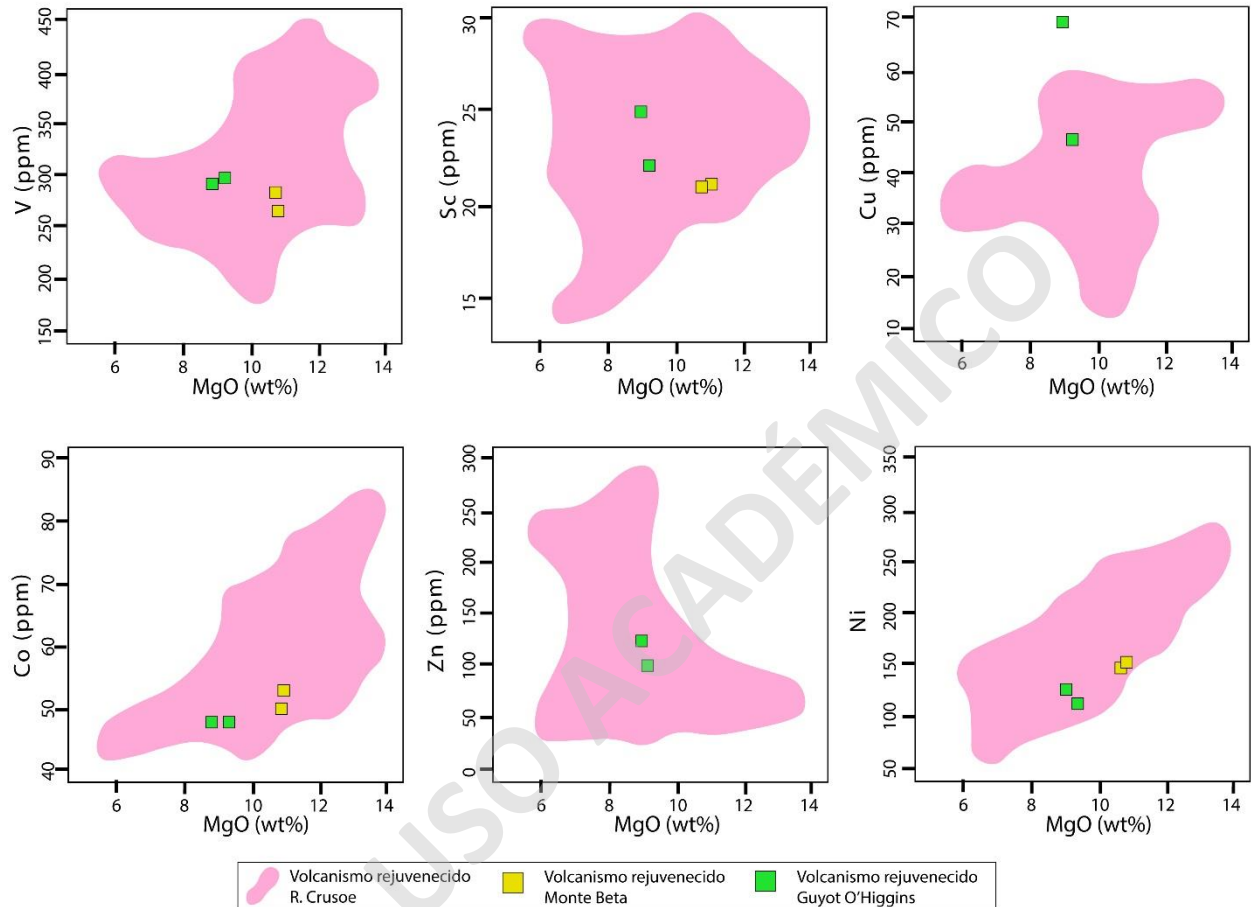 V (ppm)
450
400
350
300
250
200
150
6 8 10 12 14
MgO (wt%)
Sc (ppm)
30
25
20
15
6 8 10 12 14
MgO (wt%)
Cu (ppm)
70
60
50
40
30
20
10
6 8 10 12 14
MgO (wt%)
Co (ppm)
90
80
70
60
50
40
6 8 10 12 14
MgO (wt%)
Zn (ppm)
300
250
200
150
100
50
0
6 8 10 12 14
MgO (wt%)
Ni
350
300
250
200
150
100
50
6 8 10 12 14
MgO (wt%)
USO ACADÉMICO
Volcanismo rejuvenecido
R. Crusoe
Volcanismo rejuvenecido
Monte Beta
Volcanismo rejuvenecido
Guyot O'Higgins